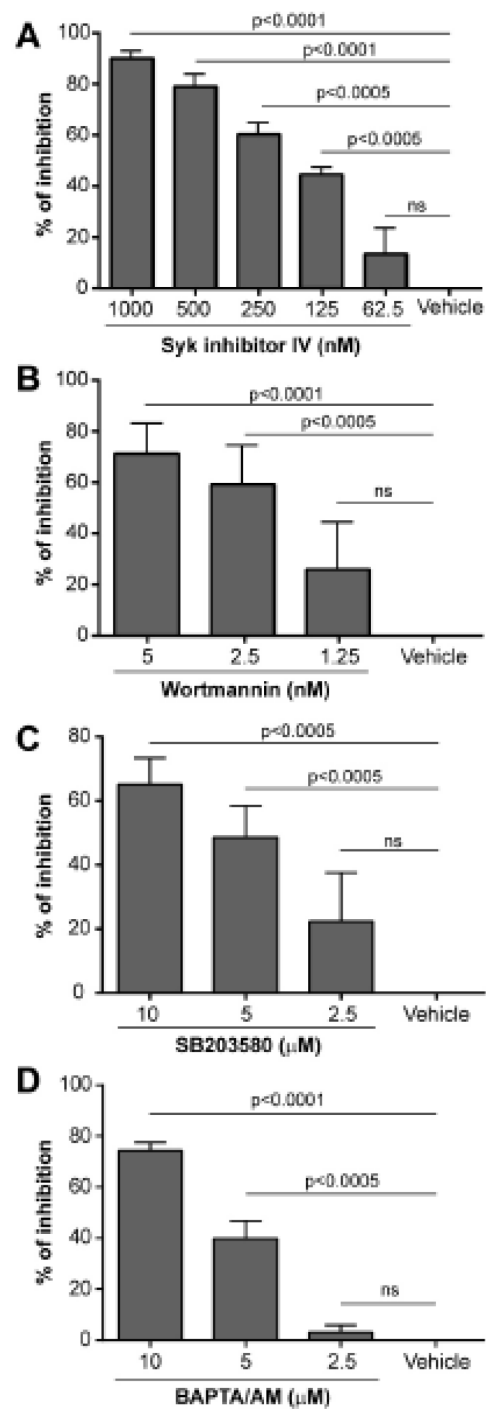 A
p<0.0001
p<0.0001
p<0.0005
p<0.0005
ns
100
80
60
40
20
0
% of inhibition
1000 500 250 125 62.5 Vehicle
Syk inhibitor IV (nM)
B
p<0.0001
p<0.0005
ns
100
80
60
40
20
0
% of inhibition
5 2.5 1.25 Vehicle
Wortmannin (nM)
C
p<0.0005
p<0.0005
ns
80
60
40
20
0
% of inhibition
10 5 2.5 Vehicle
SB203580 (μM)
D
p<0.0001
p<0.0005
ns
100
80
60
40
20
0
% of inhibition
10 5 2.5 Vehicle
BAPTA/AM (μM)